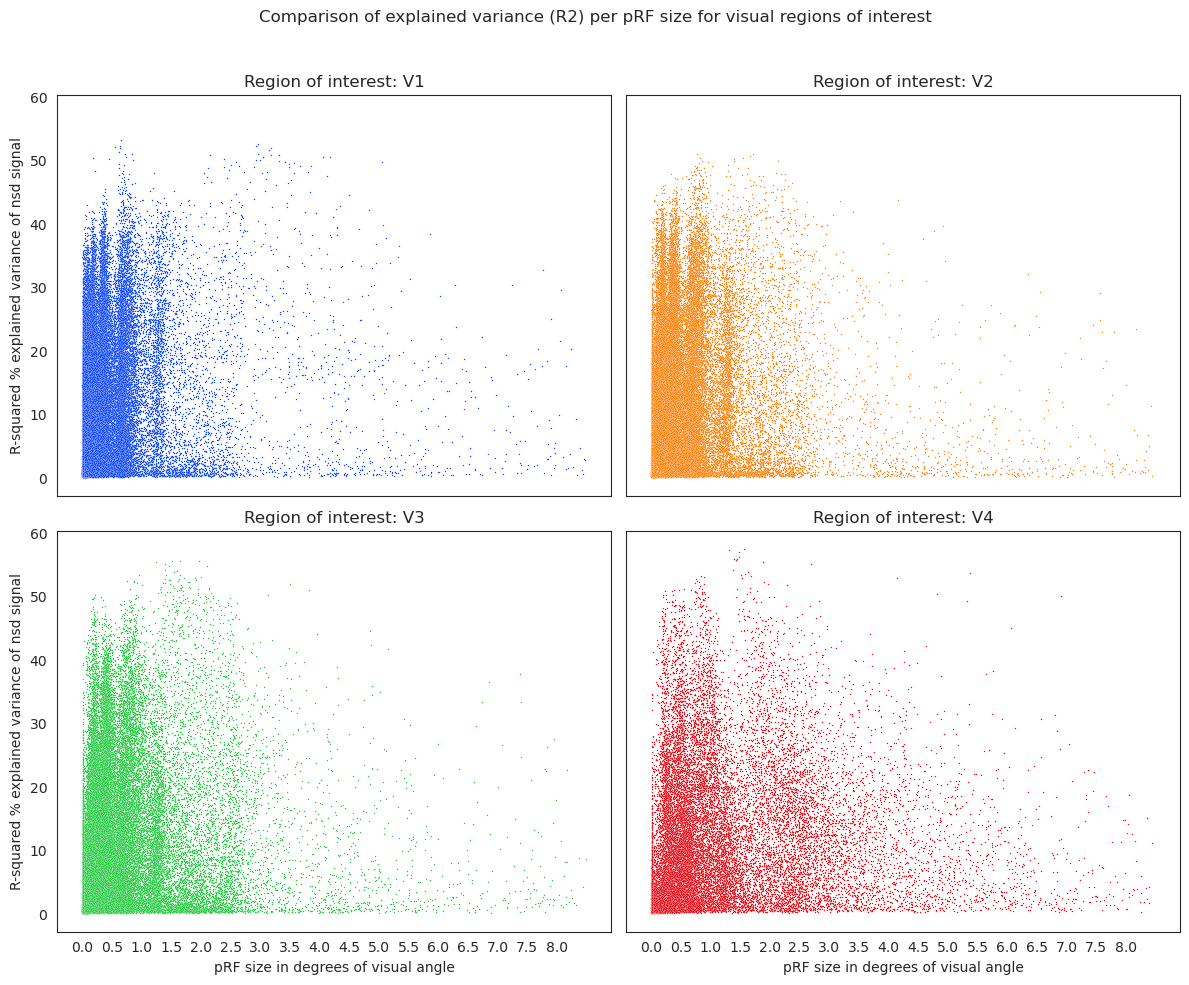 Comparison of explained variance (R2) per pRF size for visual regions of interest
Region of interest: V1
Region of interest: V2
R-squared % explained variance of nsd signal
60
50
40
30
20
10
0
Region of interest: V3
Region of interest: V4
R-squared % explained variance of nsd signal
60
50
40
30
20
10
0
0.0 0.5 1.0 1.5 2.0 2.5 3.0 3.5 4.0 4.5 5.0 5.5 6.0 6.5 7.0 7.5 8.0
0.0 0.5 1.0 1.5 2.0 2.5 3.0 3.5 4.0 4.5 5.0 5.5 6.0 6.5 7.0 7.5 8.0
pRF size in degrees of visual angle
pRF size in degrees of visual angle